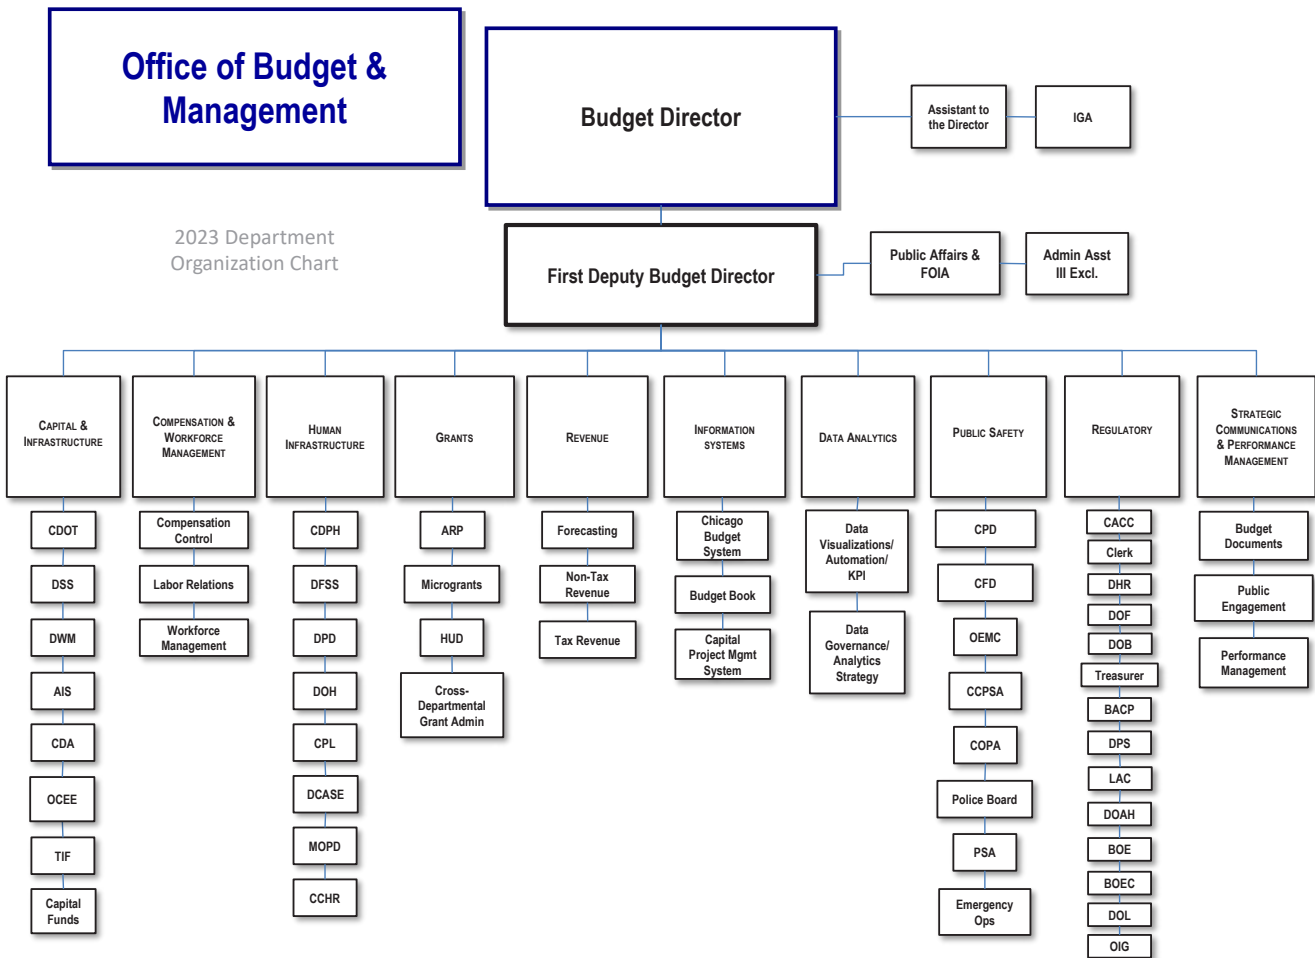 Office of Budget &
Management
Budget Director
Assistant to
the Director
IGA
2023 Department
Organization Chart
First Deputy Budget Director
Public Affairs &
FOIA
Admin Asst
III Excl.
CAPITAL &
INFRASTRUCTURE
COMPENSATION &
WORKFORCE
MANAGEMENT
HUMAN
INFRASTRUCTURE
GRANTS
REVENUE
INFORMATION
SYSTEMS
DATA ANALYTICS
PUBLIC SAFETY
REGULATORY
STRATEGIC
COMMUNICATIONS
& PERFORMANCE
MANAGEMENT
CDOT
DSS
DWM
AIS
CDA
OCEE
TIF
Capital
Funds
Compensation
Control
Labor Relations
Workforce
Management
CDPH
DFSS
DPD
DOH
CPL
DCASE
MOPD
CCHR
ARP
Microgrants
HUD
Cross-
Departmental
Grant Admin
Forecasting
Non-Tax
Revenue
Tax Revenue
Chicago
Budget
System
Budget Book
Capital
Project Mgmt
System
Data
Visualizations/
Automation/
KPI
Data
Governance/
Analytics
Strategy
CPD
CFD
OEMC
CCPSA
COPA
Police Board
PSA
Emergency
Ops
CACC
Clerk
DHR
DOF
DOB
Treasurer
BACP
DPS
LAC
DOAH
BOE
BOEC
DOL
OIG
Budget
Documents
Public
Engagement
Performance
Management